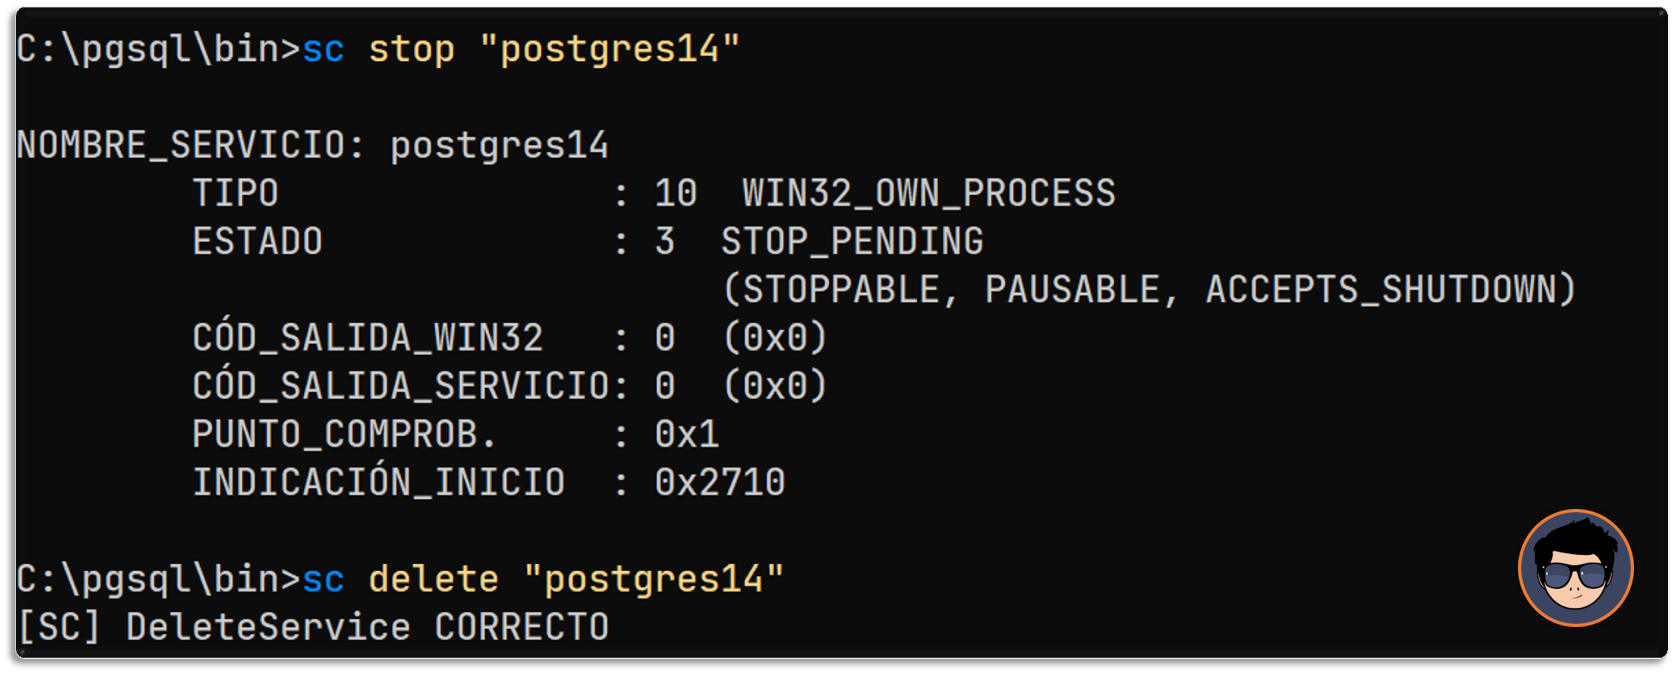 C:\pgsql\bin>sc stop "postgres14"
NOMBRE_SERVICIO: postgres14
TIPO : 10 WIN32_OWN_PROCESS
ESTADO : 3 STOP_PENDING
(STOPPABLE, PAUSABLE, ACCEPTS_SHUTDOWN)
CÓD_SALIDA_WIN32 : 0 (0x0)
CÓD_SALIDA_SERVICIO: 0 (0x0)
PUNTO_COMPROB. : 0x1
INDICACIÓN_INICIO : 0x2710
C:\pgsql\bin>sc delete "postgres14"
[SC] DeleteService CORRECTO